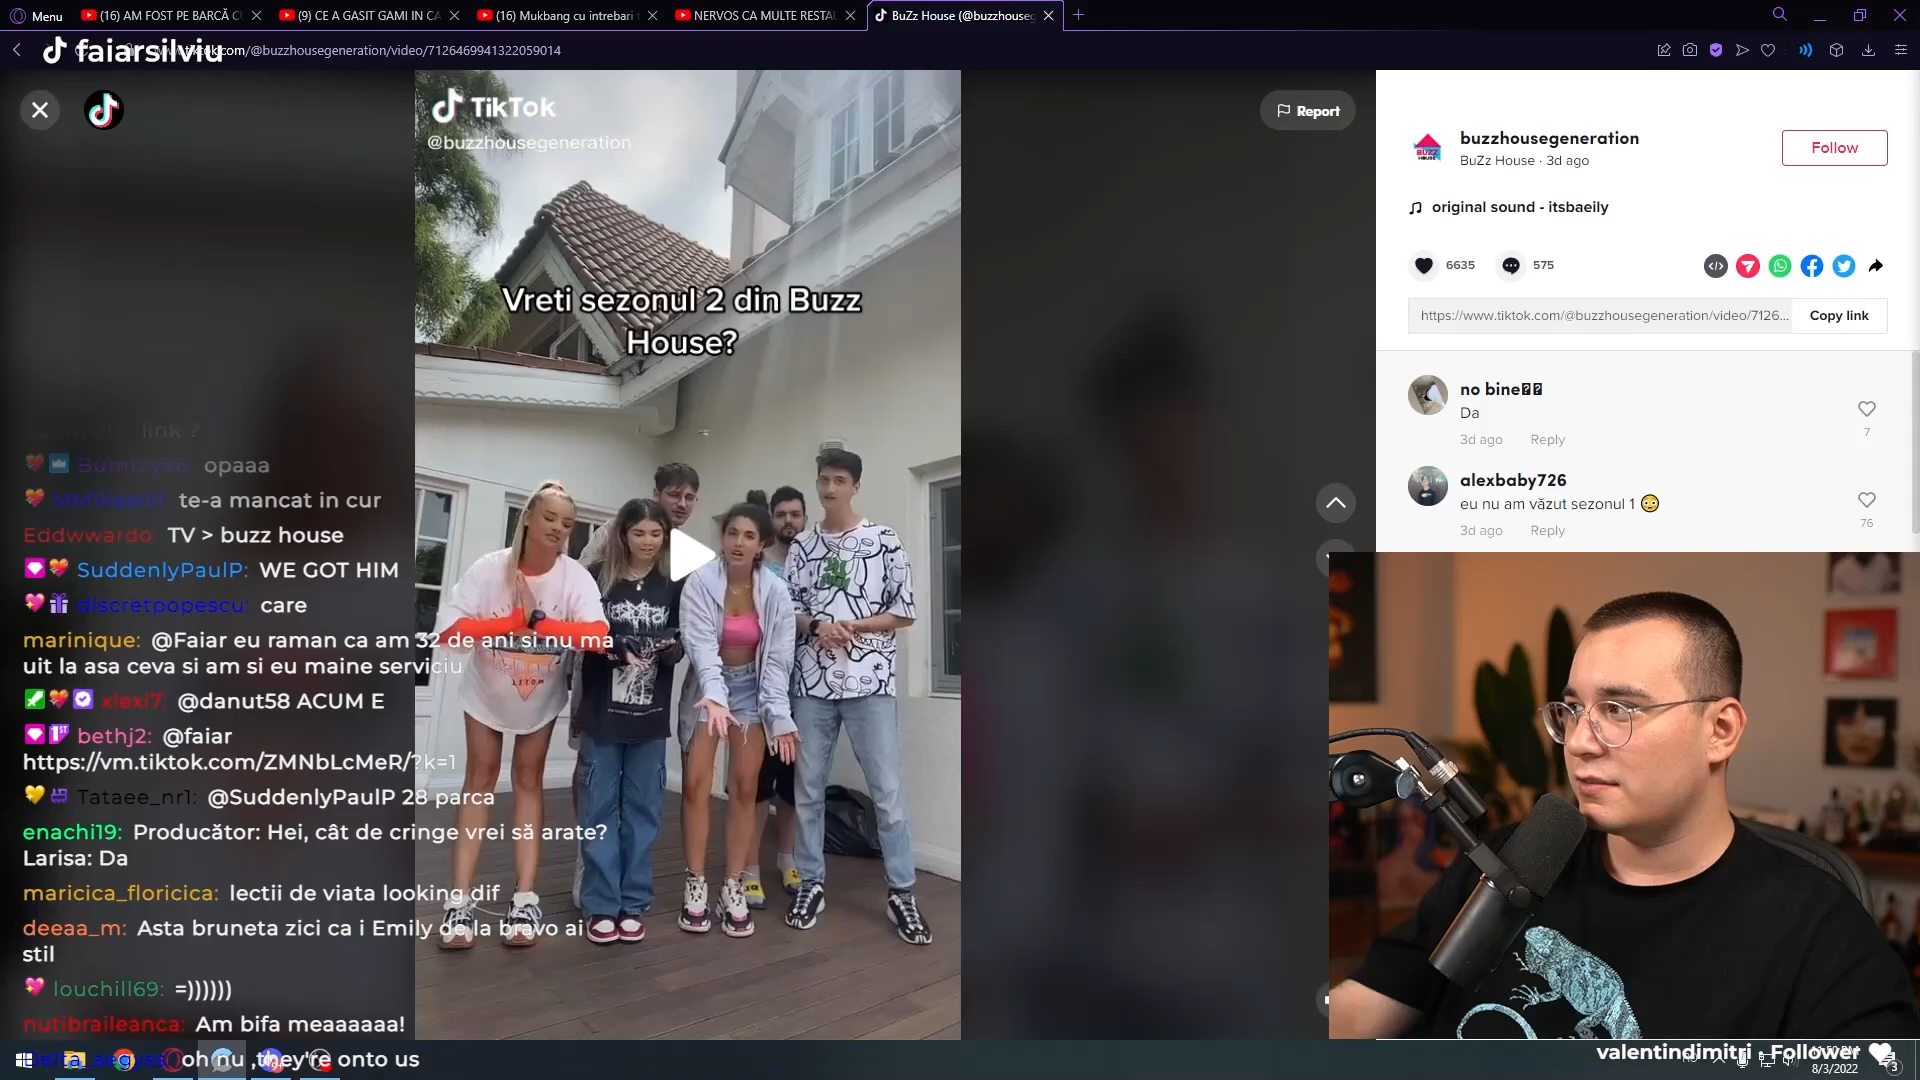 Menu
(16) AM FOST PE BARCĂ C
(9) CE A GASIT GAMI IN CA
(16) Mukbang cu intrebari
NERVOS CA MULTE RESTAU
BuZz House (@buzzhouseg
faiarsilviu
tiktok.com/@buzzhousegeneration/video/7126469941322059014
TikTok
@buzzhousegeneration
Report
Vreti sezonul 2 din Buzz
House?
buzzhousegeneration
BuZz House · 3d ago
Follow
original sound - itsbaeily
6635
575
https://www.tiktok.com/@buzzhousegeneration/video/7126...
Copy link
no bine
Da
3d ago
Reply
7
alexbaby726
eu nu am văzut sezonul 1 😳
3d ago
Reply
76
link ?
opaaa
te-a mancat in cur
Eddwwardo: TV > buzz house
SuddenlyPaulP: WE GOT HIM
discretpopescu: care
marinique: @Faiar eu raman ca am 32 de ani si nu ma
uit la asa ceva si am si eu maine serviciu
xlexi7: @danut58 ACUM E
bethj2: @faiar
https://vm.tiktok.com/ZMNbLcMeR/?k=1
Tataee_nr1: @SuddenlyPaulP 28 parca
enachi19: Producător: Hei, cât de cringe vrei să arate?
Larisa: Da
maricica_floricica: lectii de viata looking dif
deeaa_m: Asta bruneta zici ca i Emily de la bravo ai
stil
louchill69: =))))))
nutibraileanca: Am bifa meaaaaaa!
oh nu ,they're onto us
valentindimitri - Follower
8/3/2022
3